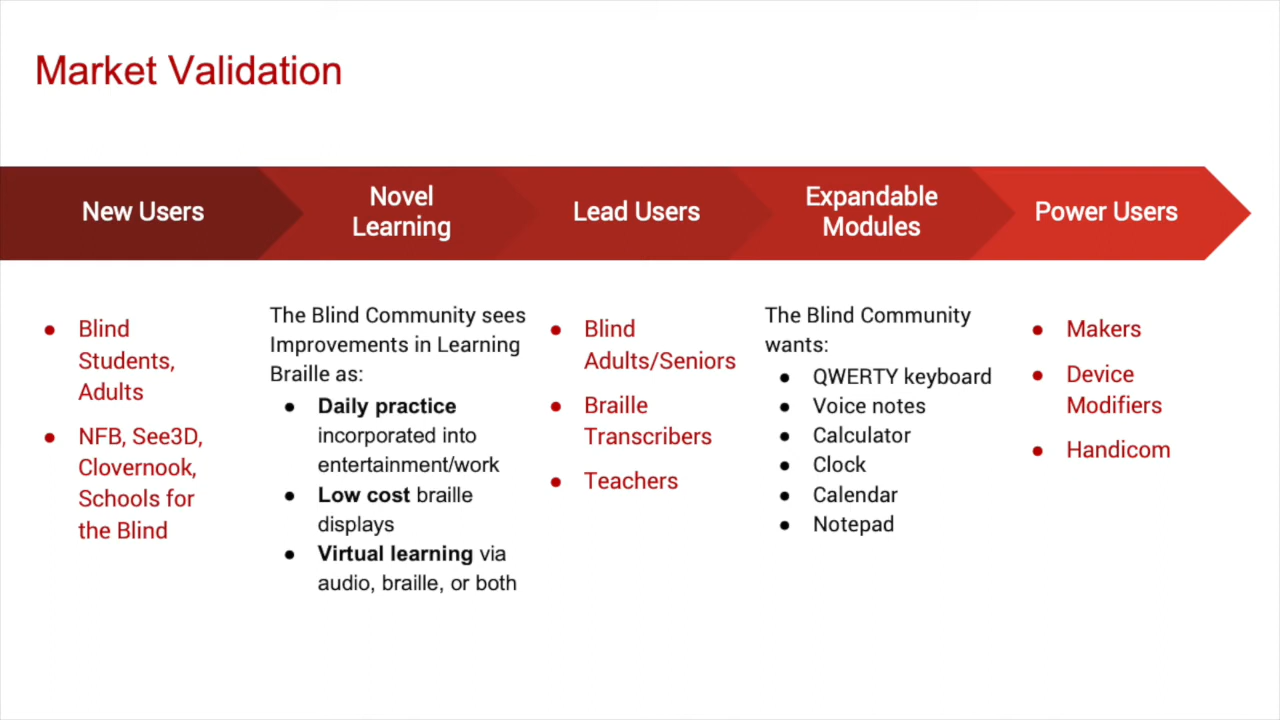 Market Validation
New Users
Novel
Learning
Lead Users
Expandable
Modules
Power Users
● Blind
Students,
Adults
● NFB, See3D,
Clovernook,
Schools for
the Blind
The Blind Community sees
Improvements in Learning
Braille as:
● Daily practice
incorporated into
entertainment/work
● Low cost braille
displays
● Virtual learning via
audio, braille, or both
● Blind
Adults/Seniors
● Braille
Transcribers
● Teachers
The Blind Community
wants:
● QWERTY keyboard
● Voice notes
● Calculator
● Clock
● Calendar
● Notepad
● Makers
● Device
Modifiers
● Handicom